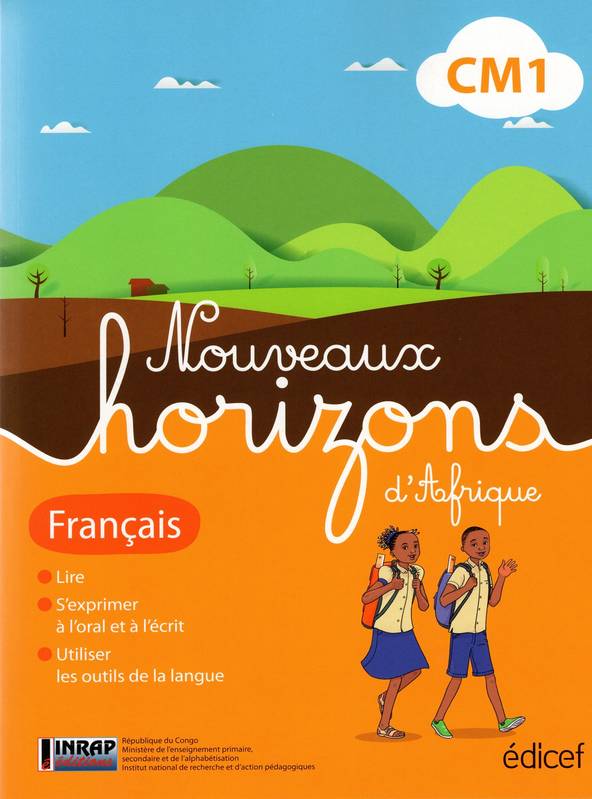 CM1
Nouveaux
horizons
d'Afrique
Français
Lire
S'exprimer
à l'oral et à l'écrit
Utiliser
les outils de la langue
INRAP
éditions
République du Congo
Ministère de l'enseignement primaire,
secondaire et de l'alphabétisation
Institut national de recherche et d'action pédagogiques
édicef